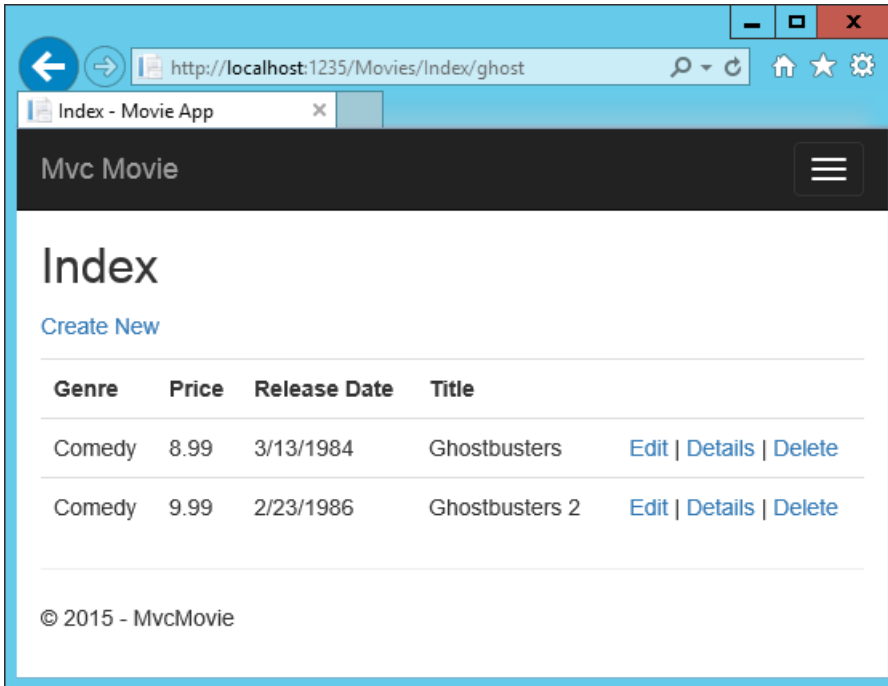 http://localhost:1235/Movies/Index/ghost
Index - Movie App
Mvc Movie
Index
Create New
Genre Price Release Date Title
Comedy 8.99 3/13/1984 Ghostbusters Edit | Details | Delete
Comedy 9.99 2/23/1986 Ghostbusters 2 Edit | Details | Delete
© 2015 - MvcMovie